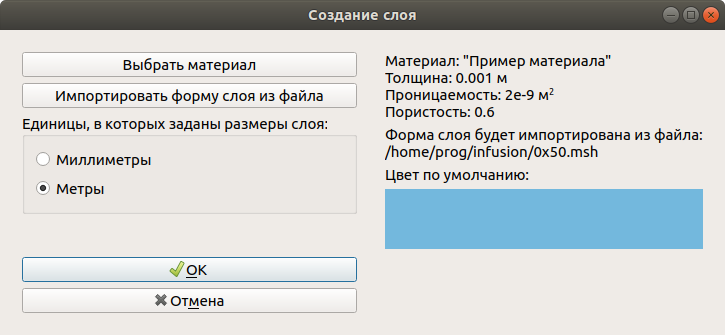 Создание слоя
Выбрать материал
Импортировать форму слоя из файла
Единицы, в которых заданы размеры слоя:
Миллиметры
Метры
OK
Отмена
Материал: "Пример материала"
Толщина: 0.001 м
Проницаемость: 2e-9 м²
Пористость: 0.6
Форма слоя будет импортирована из файла:
/home/prog/infusion/0x50.msh
Цвет по умолчанию: